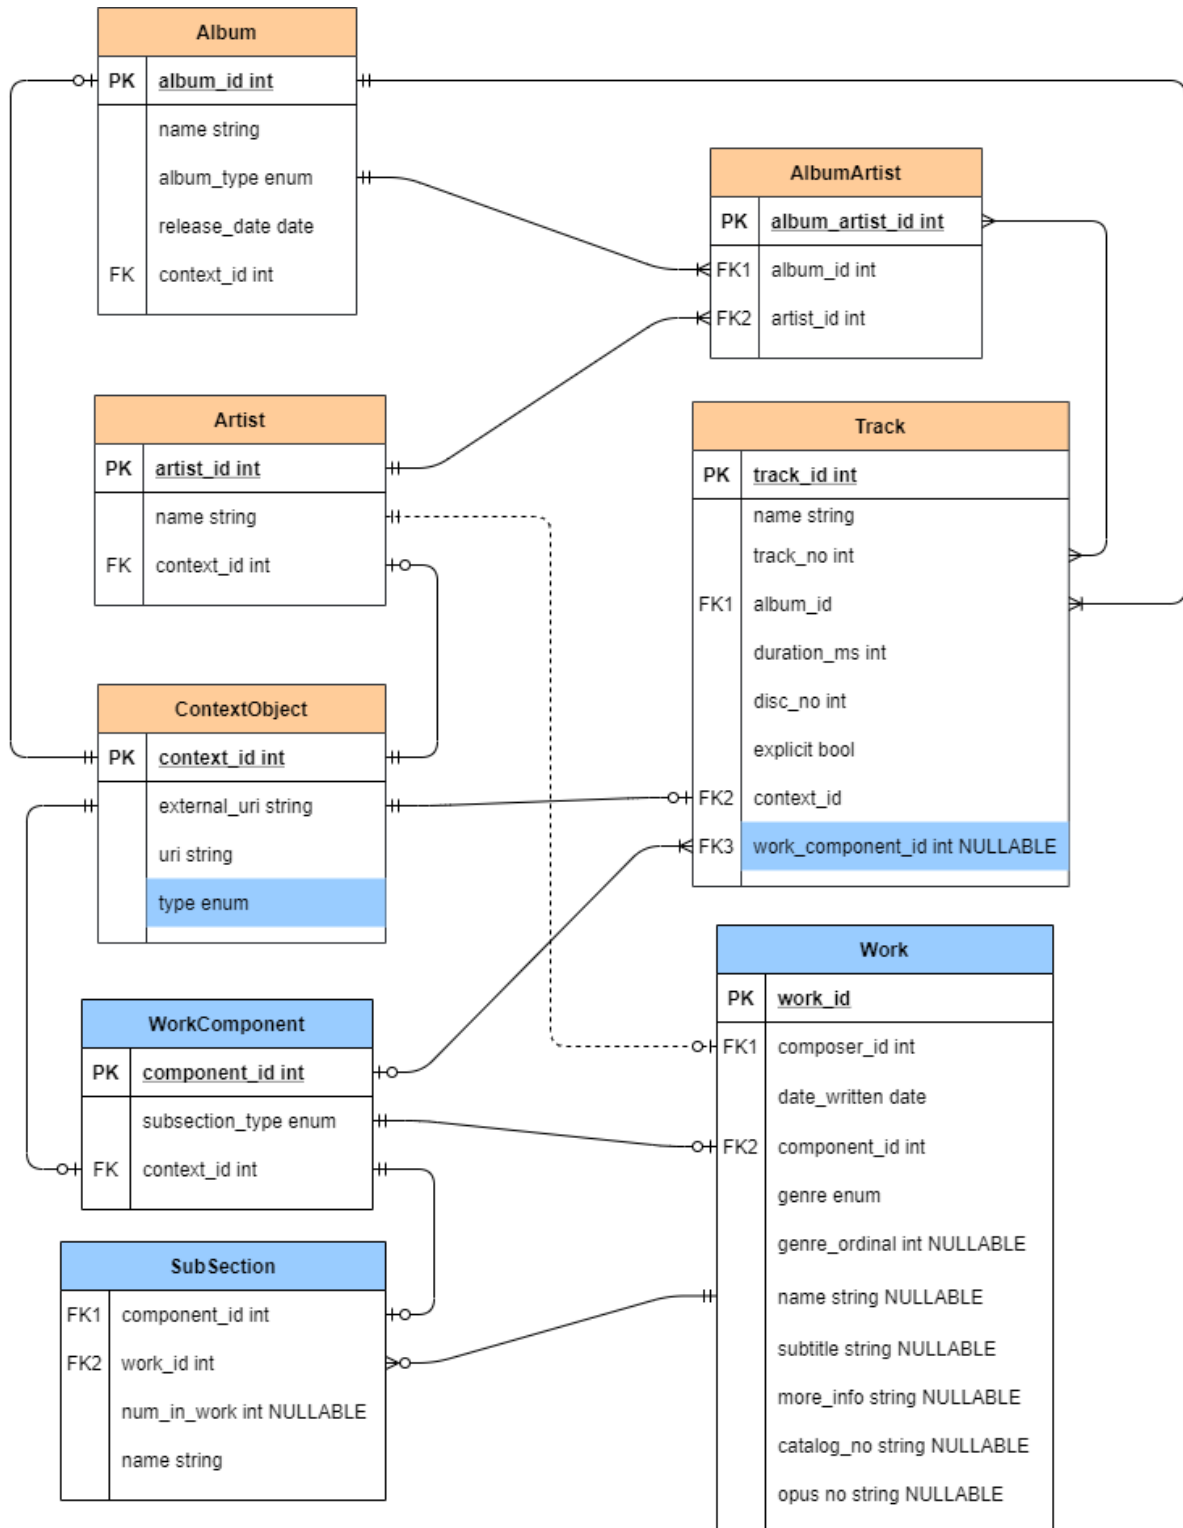 Album
PK album_id int
name string
album_type enum
release_date date
FK context_id int
AlbumArtist
PK album_artist_id int
FK1 album_id int
FK2 artist_id int
Artist
PK artist_id int
name string
FK context_id int
Track
PK track_id int
name string
track_no int
FK1 album_id
duration_ms int
disc_no int
explicit bool
FK2 context_id
FK3 work_component_id int NULLABLE
ContextObject
PK context_id int
external_uri string
uri string
type enum
Work
PK work_id
FK1 composer_id int
date_written date
FK2 component_id int
genre enum
genre_ordinal int NULLABLE
name string NULLABLE
subtitle string NULLABLE
more_info string NULLABLE
catalog_no string NULLABLE
opus no string NULLABLE
WorkComponent
PK component_id int
subsection_type enum
FK context_id int
SubSection
FK1 component_id int
FK2 work_id int
num_in_work int NULLABLE
name string